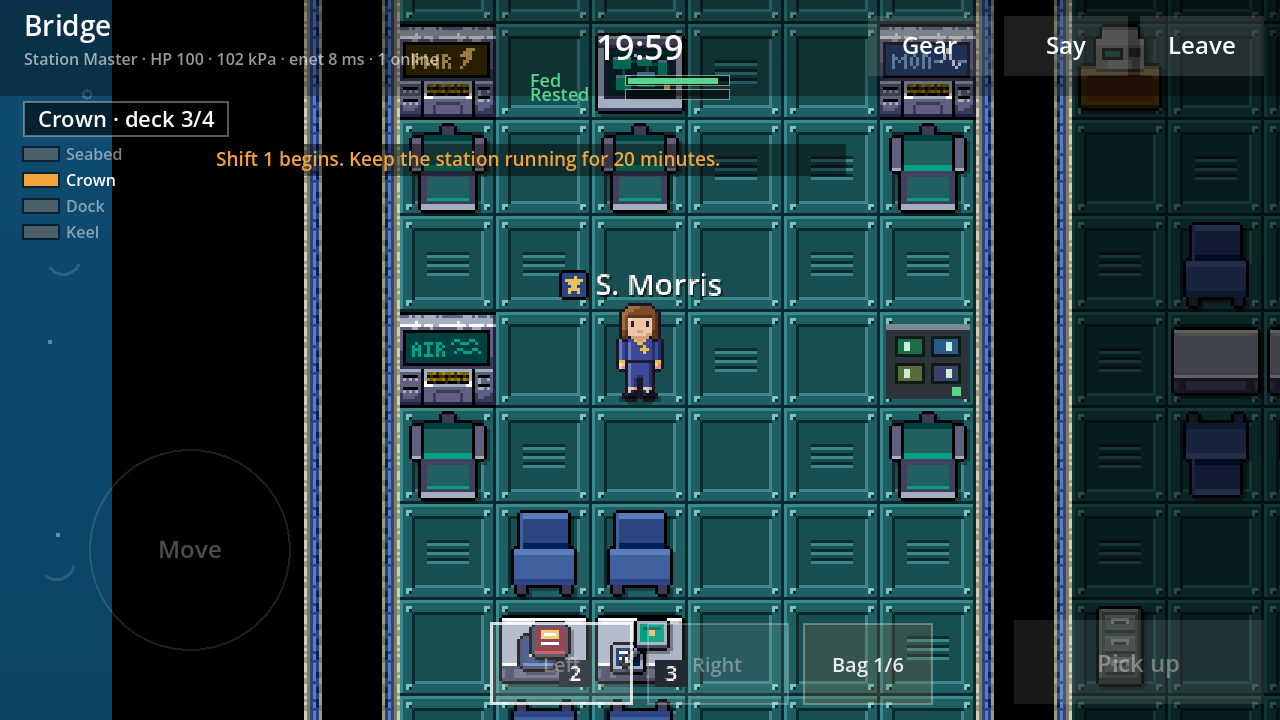 Bridge
Station Master · HP 100 · 102 kPa · enet 8 ms · 1 online
19:59
Gear
Say
Leave
Fed
Rested
Crown · deck 3/4
Seabed
Crown
Dock
Keel
Shift 1 begins. Keep the station running for 20 minutes.
S. Morris
AIR
Move
Left
2
3
Right
Bag 1/6
Pick up